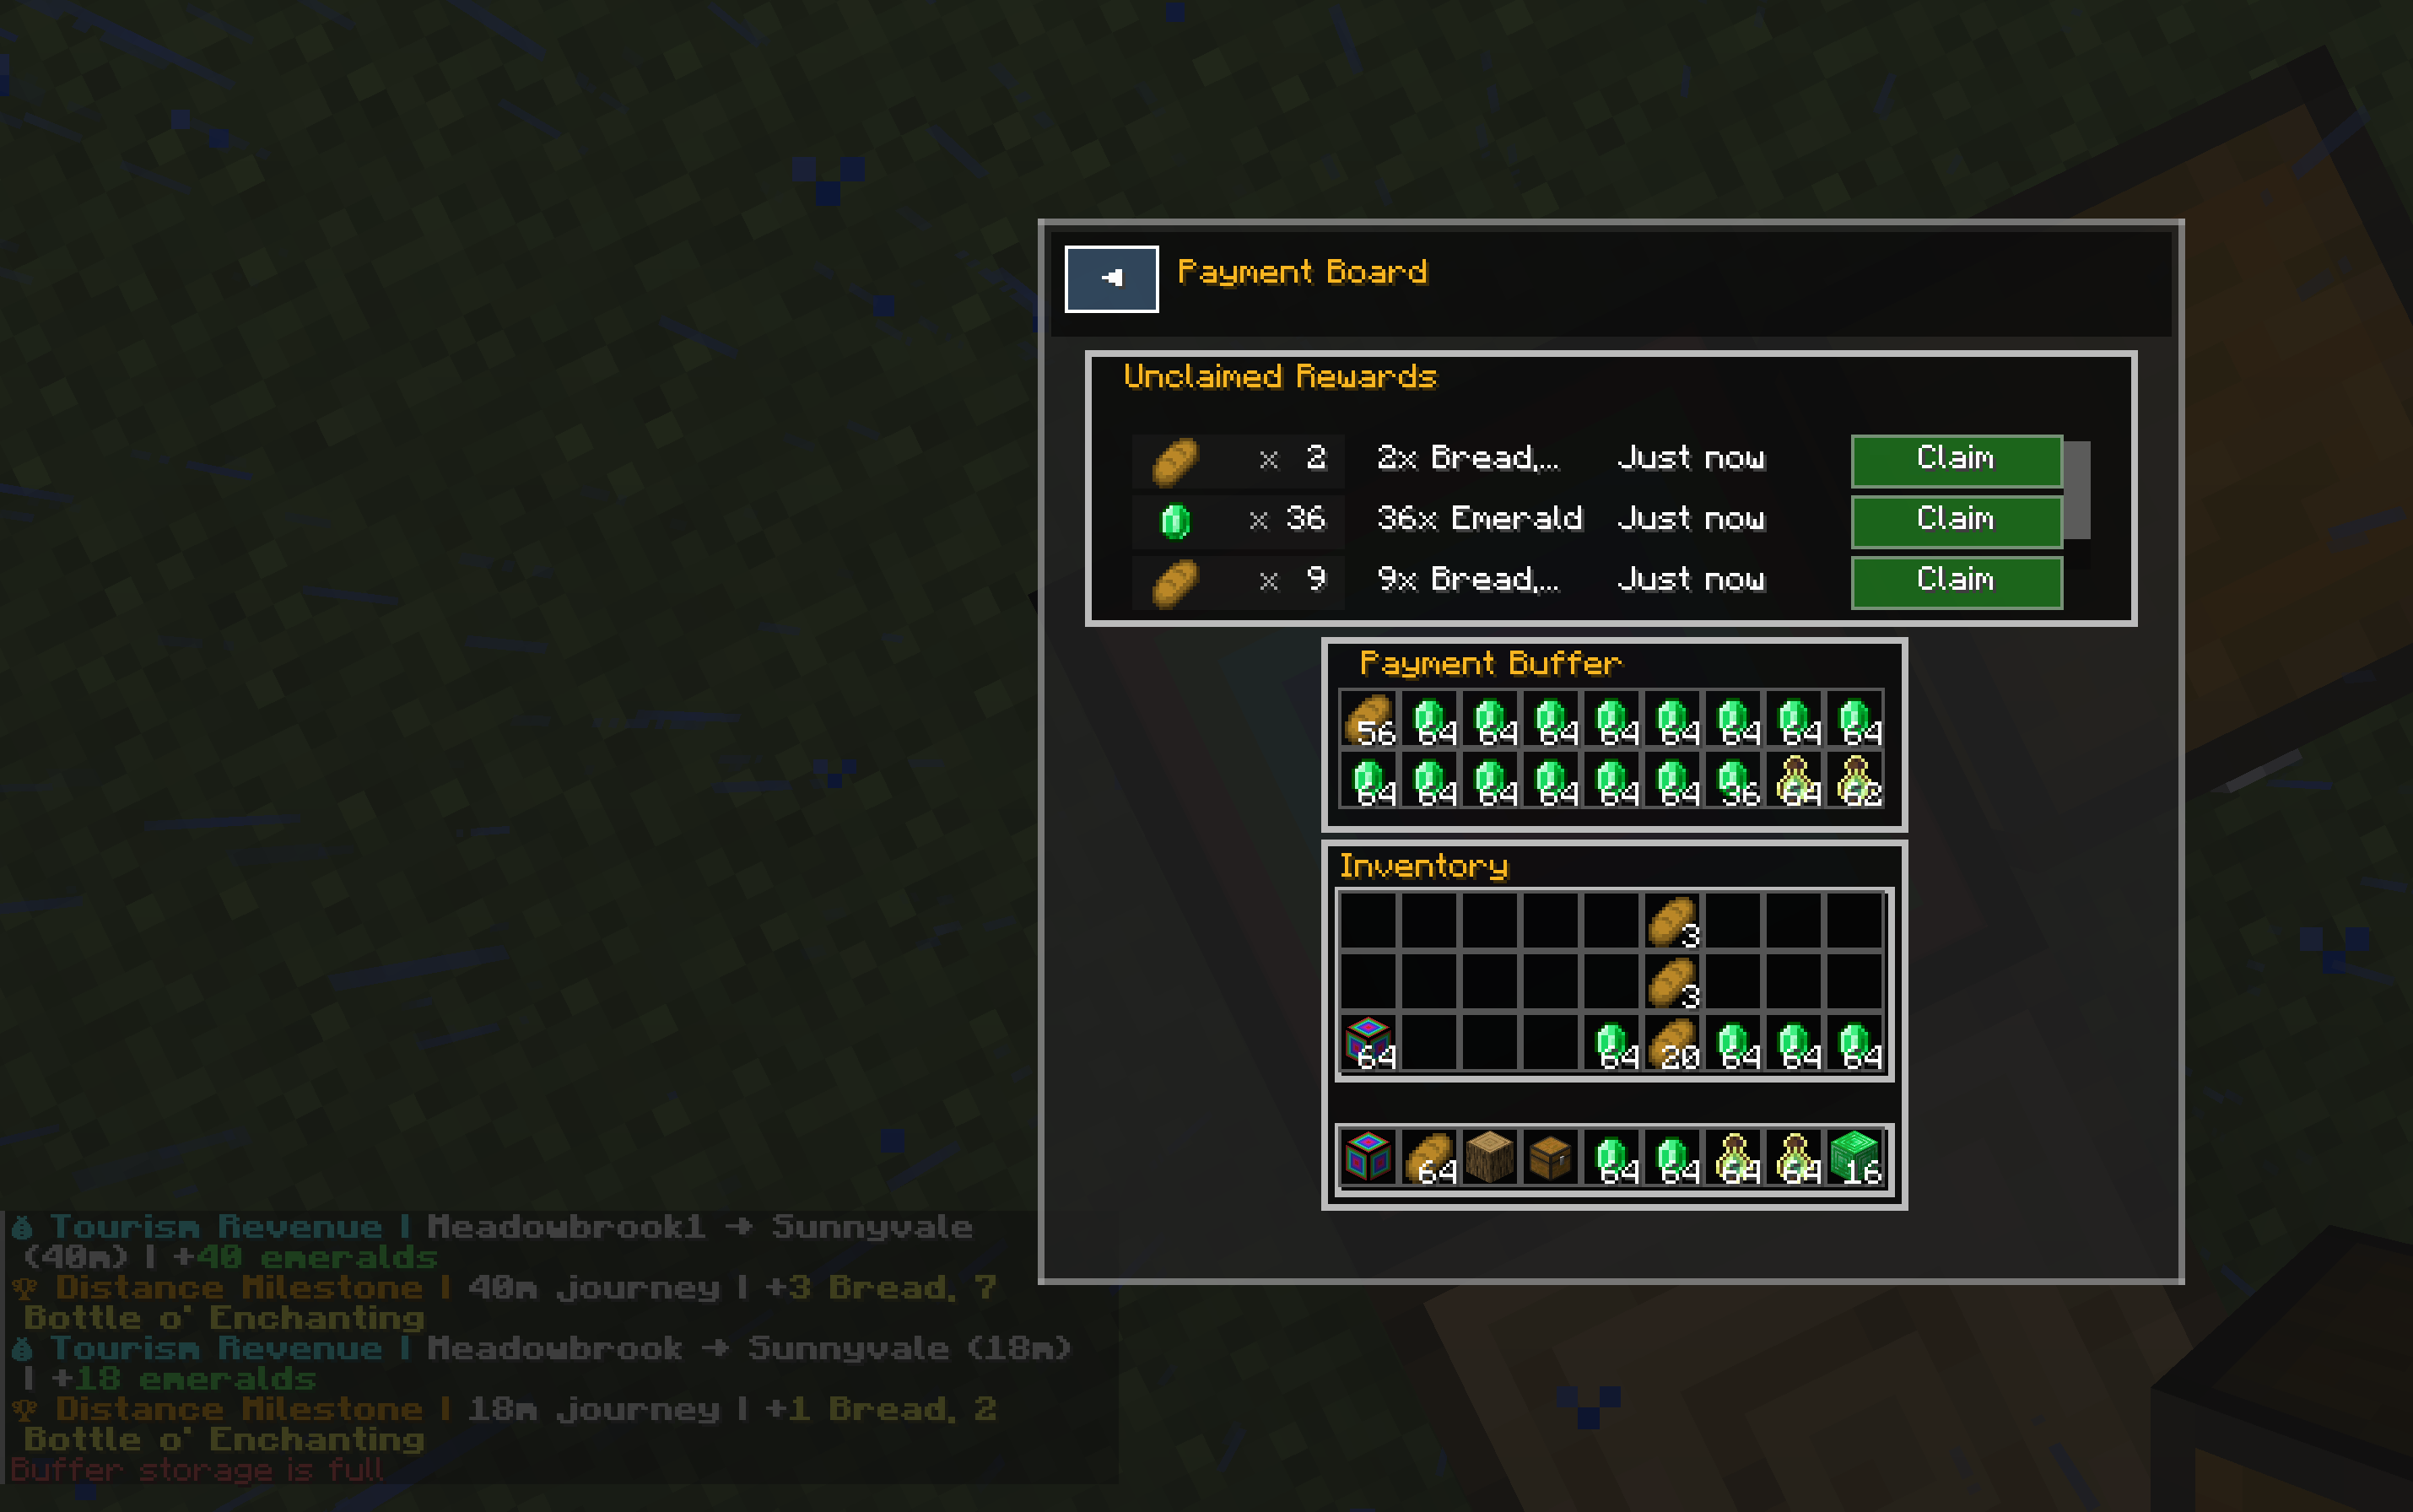 Payment Board
Unclaimed Rewards
x 2 2x Bread,... Just now Claim
x 36 36x Emerald Just now Claim
x 9 9x Bread,... Just now Claim
Payment Buffer
56 64 64 64 64 64 64 64 64
64 64 64 64 64 64 36 64 62
Inventory
3
3
64 64 20 64 64 64
64 64 64 64 64 16
Tourism Revenue | Meadowbrook1 → Sunnyvale
(40m) | +40 emeralds
Distance Milestone | 40m journey | +3 Bread, 7
Bottle o' Enchanting
Tourism Revenue | Meadowbrook → Sunnyvale (18m)
| +18 emeralds
Distance Milestone | 18m journey | +1 Bread, 2
Bottle o' Enchanting
Buffer storage is full